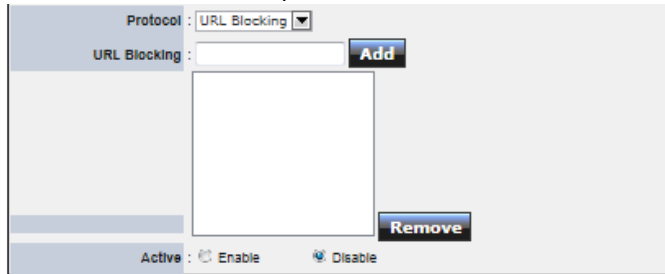 Protocol : URL Blocking
URL Blocking : Add
Remove
Active : Enable Disable